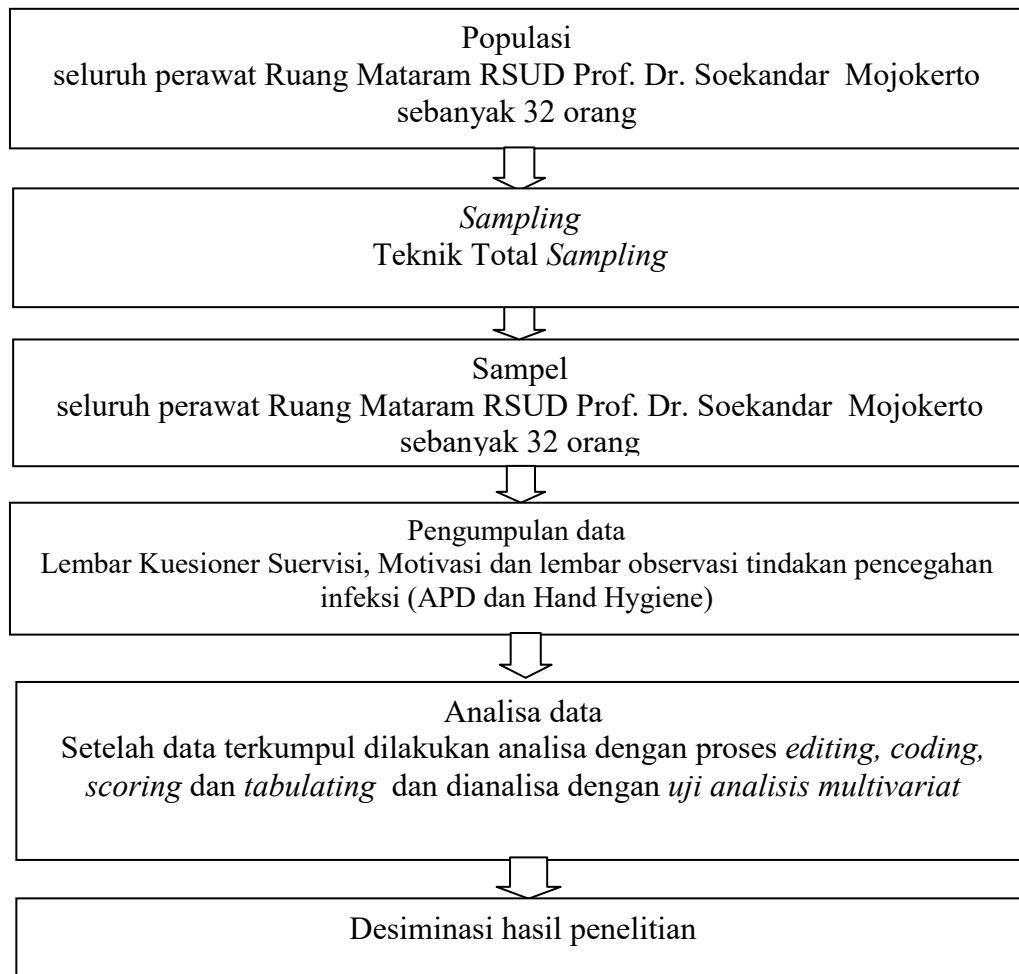 Populasi
seluruh perawat Ruang Mataram RSUD Prof. Dr. Soekandar Mojokerto
sebanyak 32 orang
Sampling
Teknik Total Sampling
Sampel
seluruh perawat Ruang Mataram RSUD Prof. Dr. Soekandar Mojokerto
sebanyak 32 orang
Pengumpulan data
Lembar Kuesioner Suervisi, Motivasi dan lembar observasi tindakan pencegahan
infeksi (APD dan Hand Hygiene)
Analisa data
Setelah data terkumpul dilakukan analisa dengan proses editing, coding,
scoring dan tabulating dan dianalisa dengan uji analisis multivariat
Desiminasi hasil penelitian